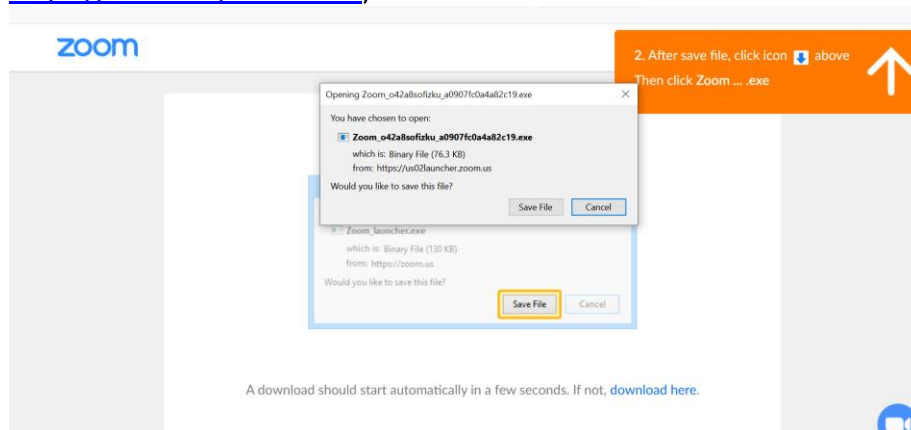 zoom
2. After save file, click icon above
Then click Zoom ... .exe
Opening Zoom_o42a8sofizku_a0907fc0a4a82c19.exe
You have chosen to open:
Zoom_o42a8sofizku_a0907fc0a4a82c19.exe
which is: Binary File (76.3 KB)
from: https://us02launcher.zoom.us
Would you like to save this file?
Save File Cancel
Zoom_launcher.exe
which is: Binary File (130 KB)
from: https://zoom.us
Would you like to save this file?
Save File Cancel
A download should start automatically in a few seconds. If not, download here.